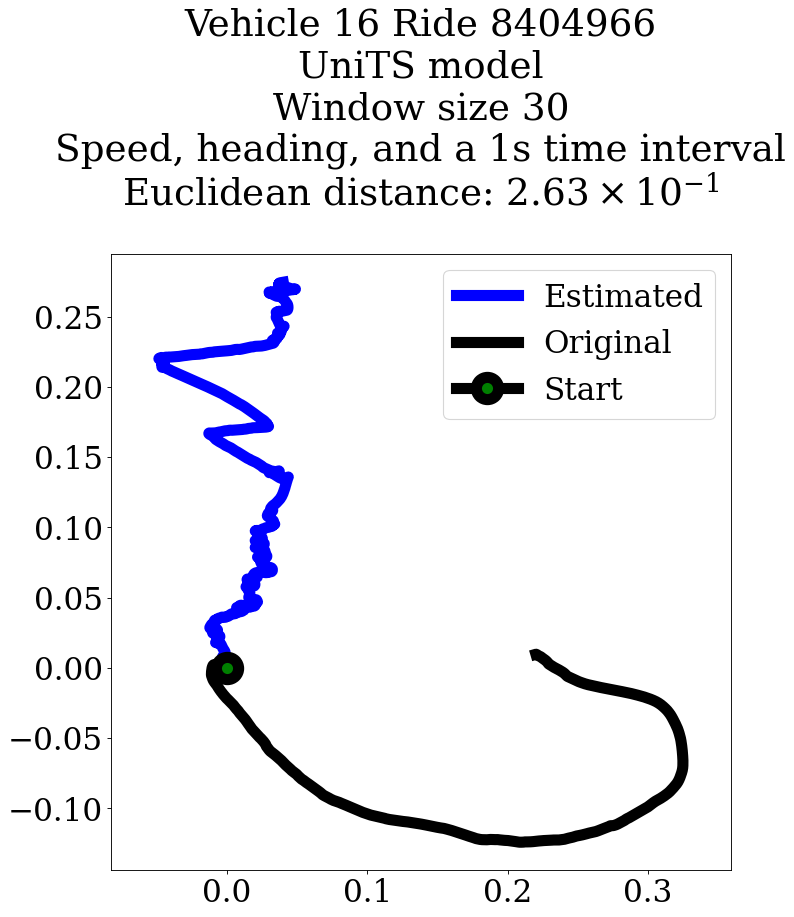 Vehicle 16 Ride 8404966
UniTS model
Window size 30
Speed, heading, and a 1s time interval
Euclidean distance: 2.63 × 10⁻¹
Estimated
Original
Start
0.25
0.20
0.15
0.10
0.05
0.00
−0.05
−0.10
0.0 0.1 0.2 0.3